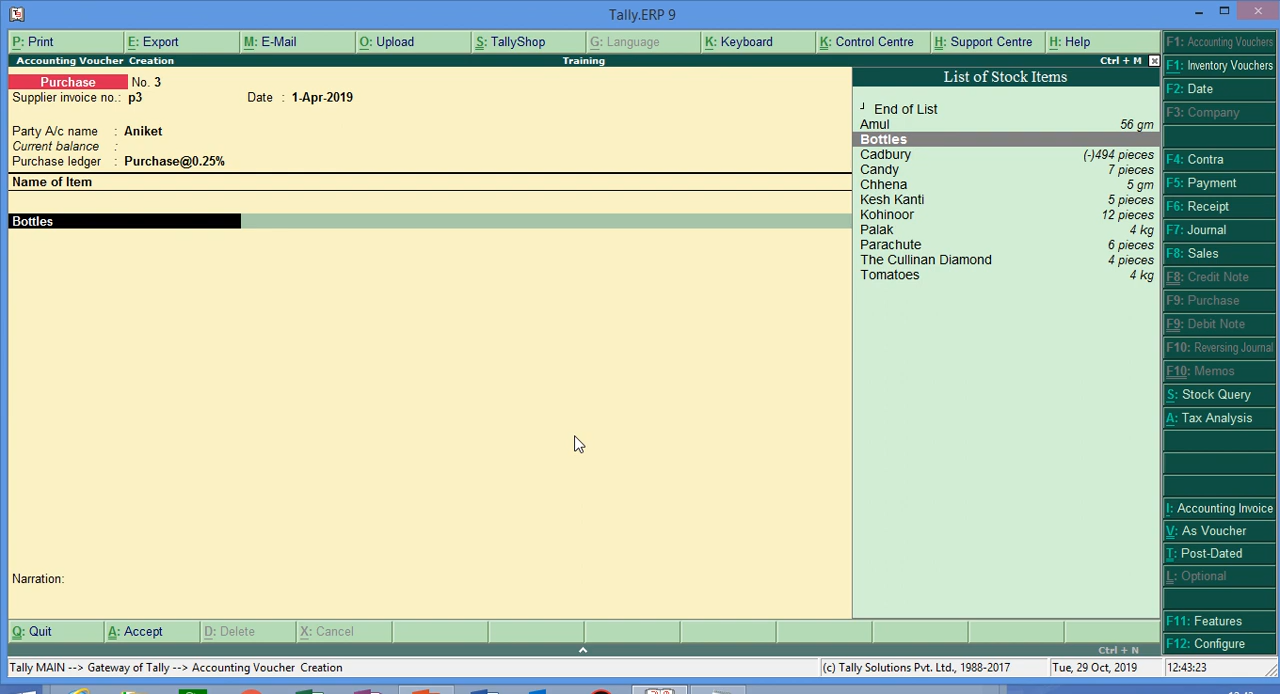 Tally.ERP 9
P: Print
E: Export
M: E-Mail
O: Upload
S: TallyShop
G: Language
K: Keyboard
K: Control Centre
H: Support Centre
H: Help
Accounting Voucher Creation
Training
Ctrl + M
Purchase No. 3
Supplier invoice no.: p3 Date : 1-Apr-2019
Party A/c name : Aniket
Current balance :
Purchase ledger : Purchase@0.25%
Name of Item
Bottles
Narration:
List of Stock Items
End of List
Amul 56 gm
Bottles
Cadbury (-)494 pieces
Candy 7 pieces
Chhena 5 gm
Kesh Kanti 5 pieces
Kohinoor 12 pieces
Palak 4 kg
Parachute 6 pieces
The Cullinan Diamond 4 pieces
Tomatoes 4 kg
F1: Accounting Vouchers
F1: Inventory Vouchers
F2: Date
F3: Company
F4: Contra
F5: Payment
F6: Receipt
F7: Journal
F8: Sales
F8: Credit Note
F9: Purchase
F9: Debit Note
F10: Reversing Journal
F10: Memos
S: Stock Query
A: Tax Analysis
I: Accounting Invoice
V: As Voucher
T: Post-Dated
L: Optional
F11: Features
F12: Configure
Q: Quit
A: Accept
D: Delete
X: Cancel
Ctrl + N
Tally MAIN --> Gateway of Tally --> Accounting Voucher Creation
(c) Tally Solutions Pvt. Ltd., 1988-2017
Tue, 29 Oct, 2019
12:43:23